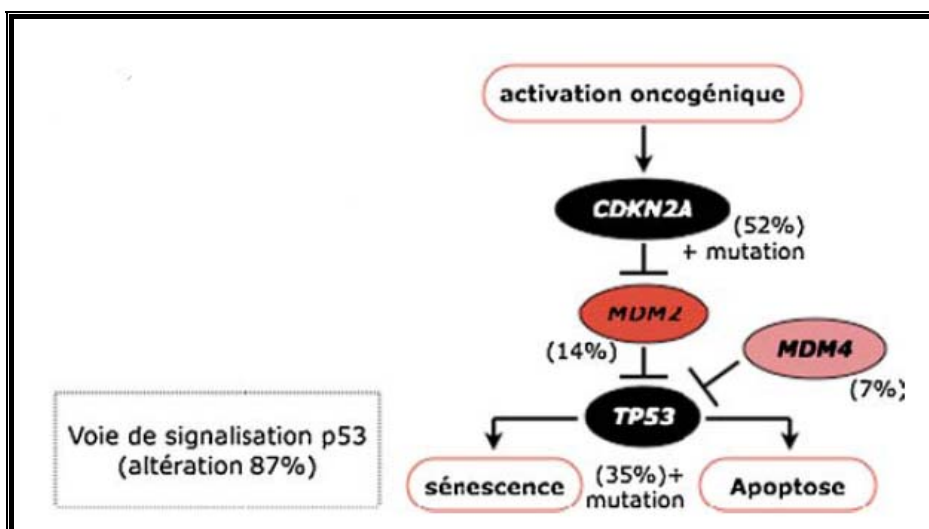 activation oncogénique
CDKN2A
(52%)
+ mutation
MDM2
(14%)
MDM4
(7%)
TP53
Voie de signalisation p53
(altération 87%)
sénescence
(35%)+
mutation
Apoptose